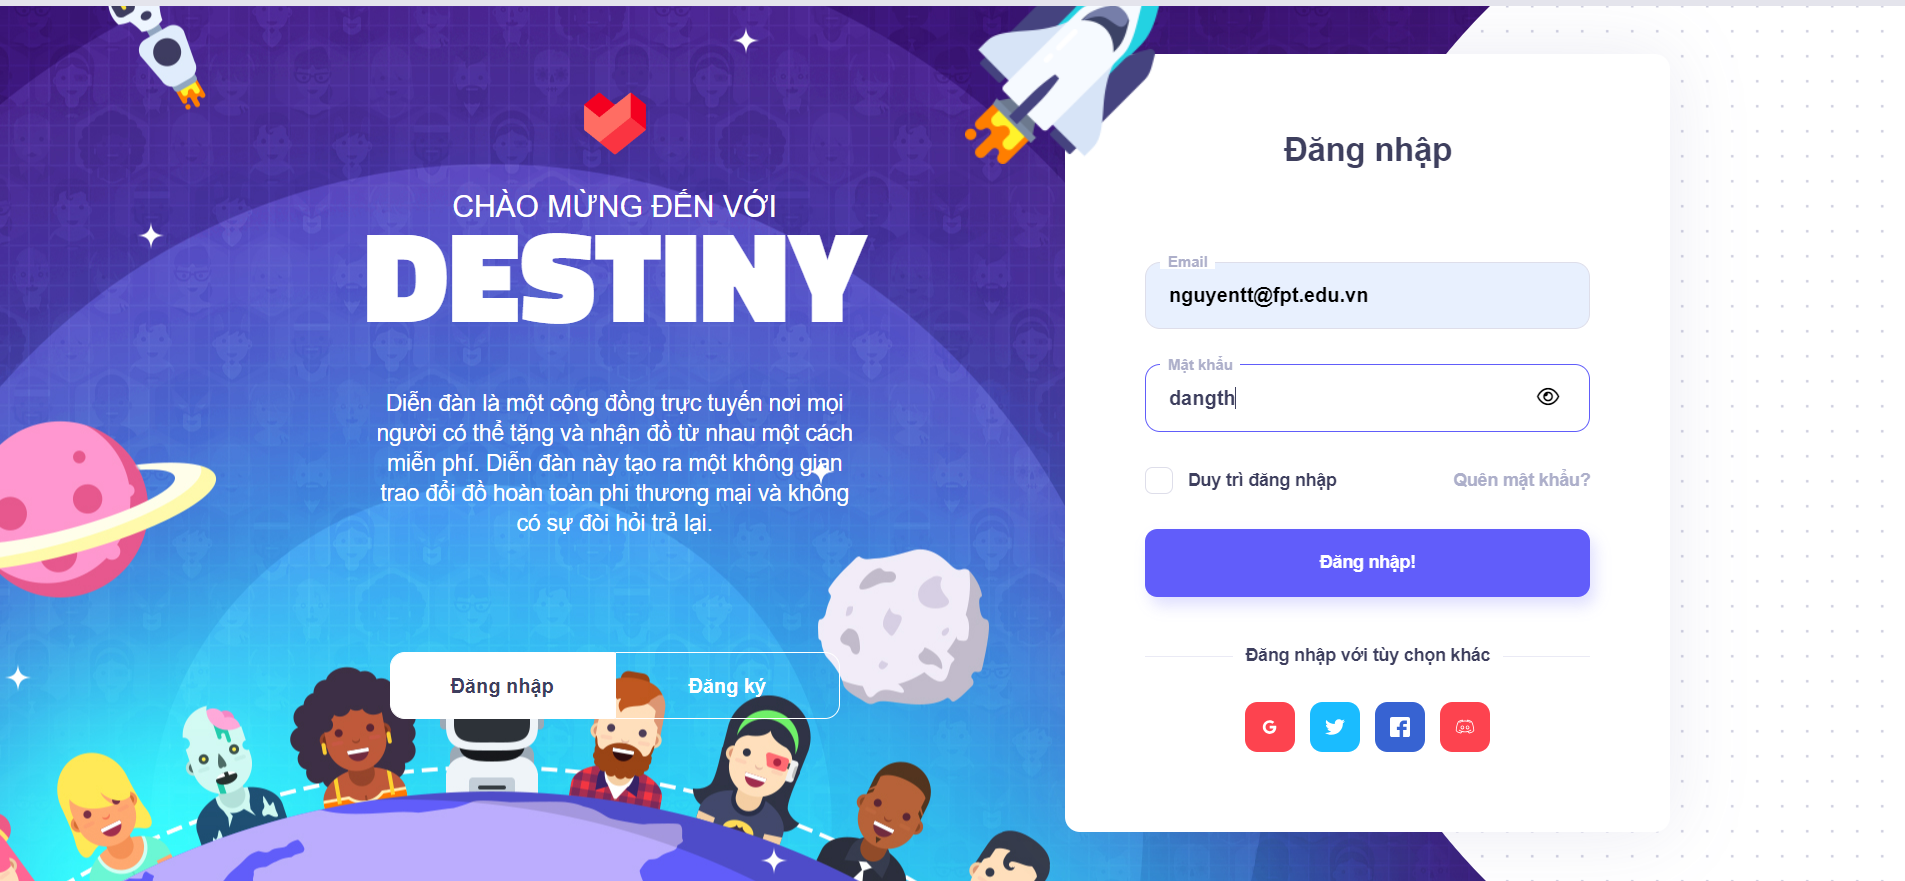 CHÀO MỪNG ĐẾN VỚI
DESTINY
Diễn đàn là một cộng đồng trực tuyến nơi mọi
người có thể tặng và nhận đồ từ nhau một cách
miễn phí. Diễn đàn này tạo ra một không gian
trao đổi đồ hoàn toàn phi thương mại và không
có sự đòi hỏi trả lại.
Đăng nhập
Đăng ký
Đăng nhập
Email
nguyentt@fpt.edu.vn
Mật khẩu
dangth
Duy trì đăng nhập
Quên mật khẩu?
Đăng nhập!
Đăng nhập với tùy chọn khác